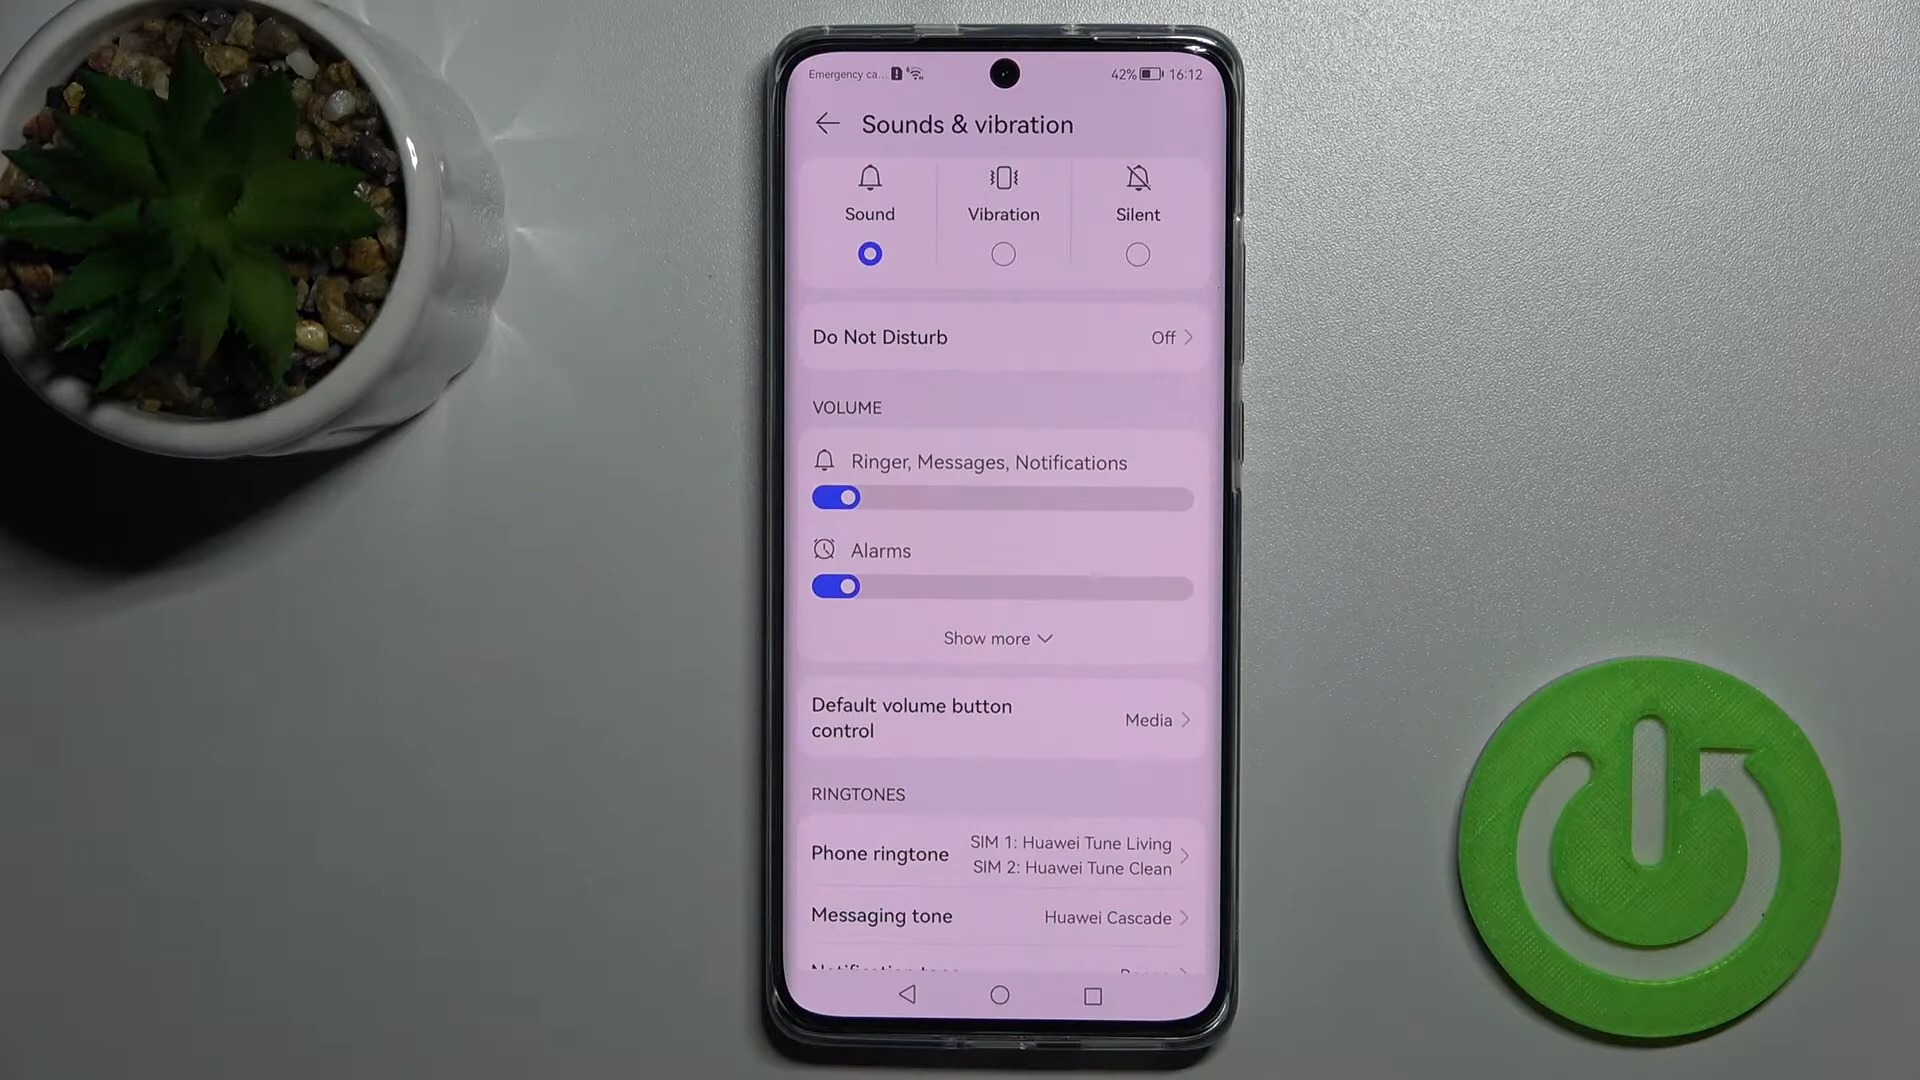 Emergency ca... 42% 16:12
Sounds & vibration
Sound Vibration Silent
Do Not Disturb Off
VOLUME
Ringer, Messages, Notifications
Alarms
Show more
Default volume button
control
Media
RINGTONES
Phone ringtone
SIM 1: Huawei Tune Living
SIM 2: Huawei Tune Clean
Messaging tone Huawei Cascade